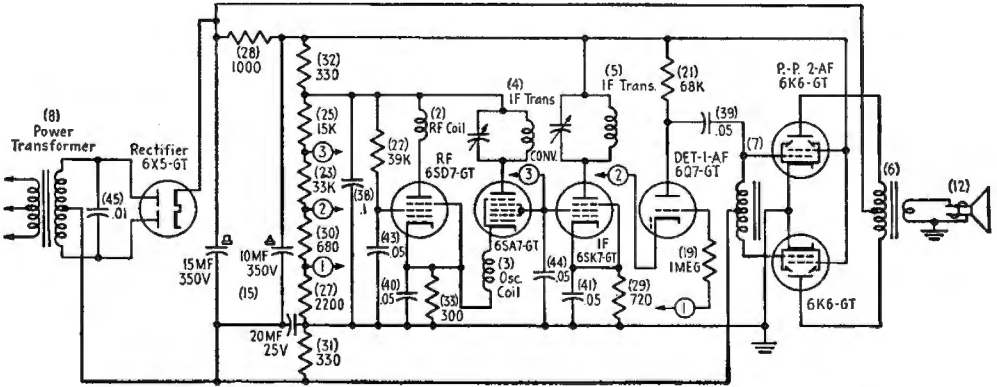 (8)
Power
Transformer
(45)
.01
Rectifier
6X5-GT
15MF
350V
(28)
1000
10MF
350V
(15)
20MF
25V
(32)
330
(25)
15K
3
(23)
33K
2
(30)
680
1
(27)
2200
(31)
330
(38)
.1
(22)
39K
(43)
.05
(40)
.05
(2)
RF Coil
RF
6SD7-GT
(33)
300
(4)
IF Trans
CONV.
3
6SA7-GT
(3)
Osc.
Coil
(44)
.05
(5)
IF Trans.
2
IF
6SK7-GT
(41)
.05
(29)
720
(21)
68K
(39)
.05
DET-1-AF
6Q7-GT
(19)
1MEG
1
P.-P. 2-AF
6K6-GT
(7)
6K6-GT
(6)
(12)